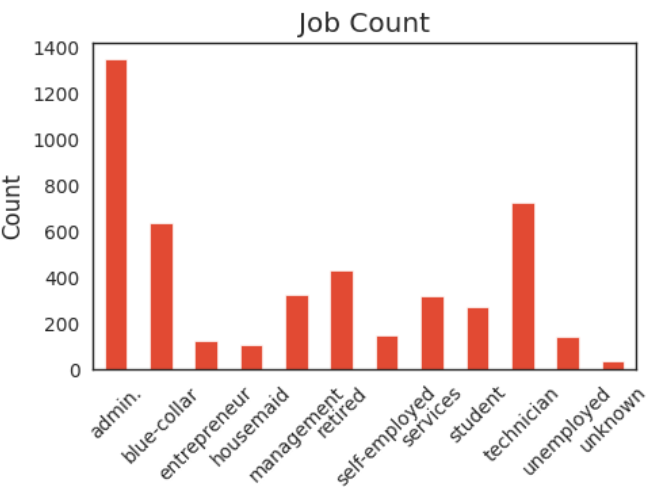 Job Count
Count
1400
1200
1000
800
600
400
200
0
admin.
blue-collar
entrepreneur
housemaid
management
retired
self-employed
services
student
technician
unemployed
unknown